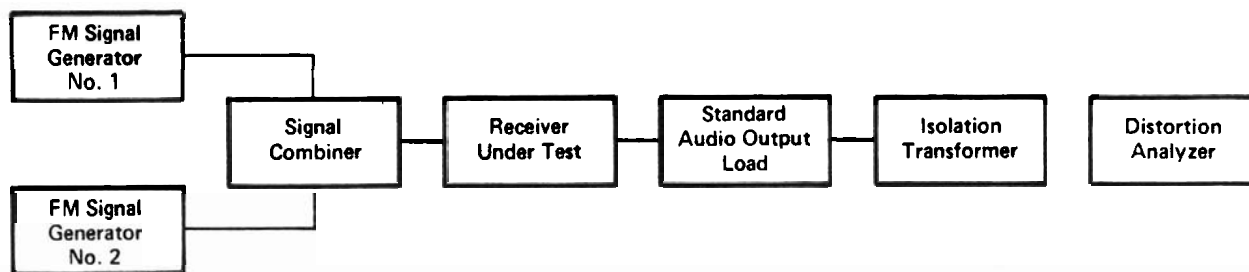 FM Signal
Generator
No. 1
Signal
Combiner
Receiver
Under Test
Standard
Audio Output
Load
Isolation
Transformer
Distortion
Analyzer
FM Signal
Generator
No. 2